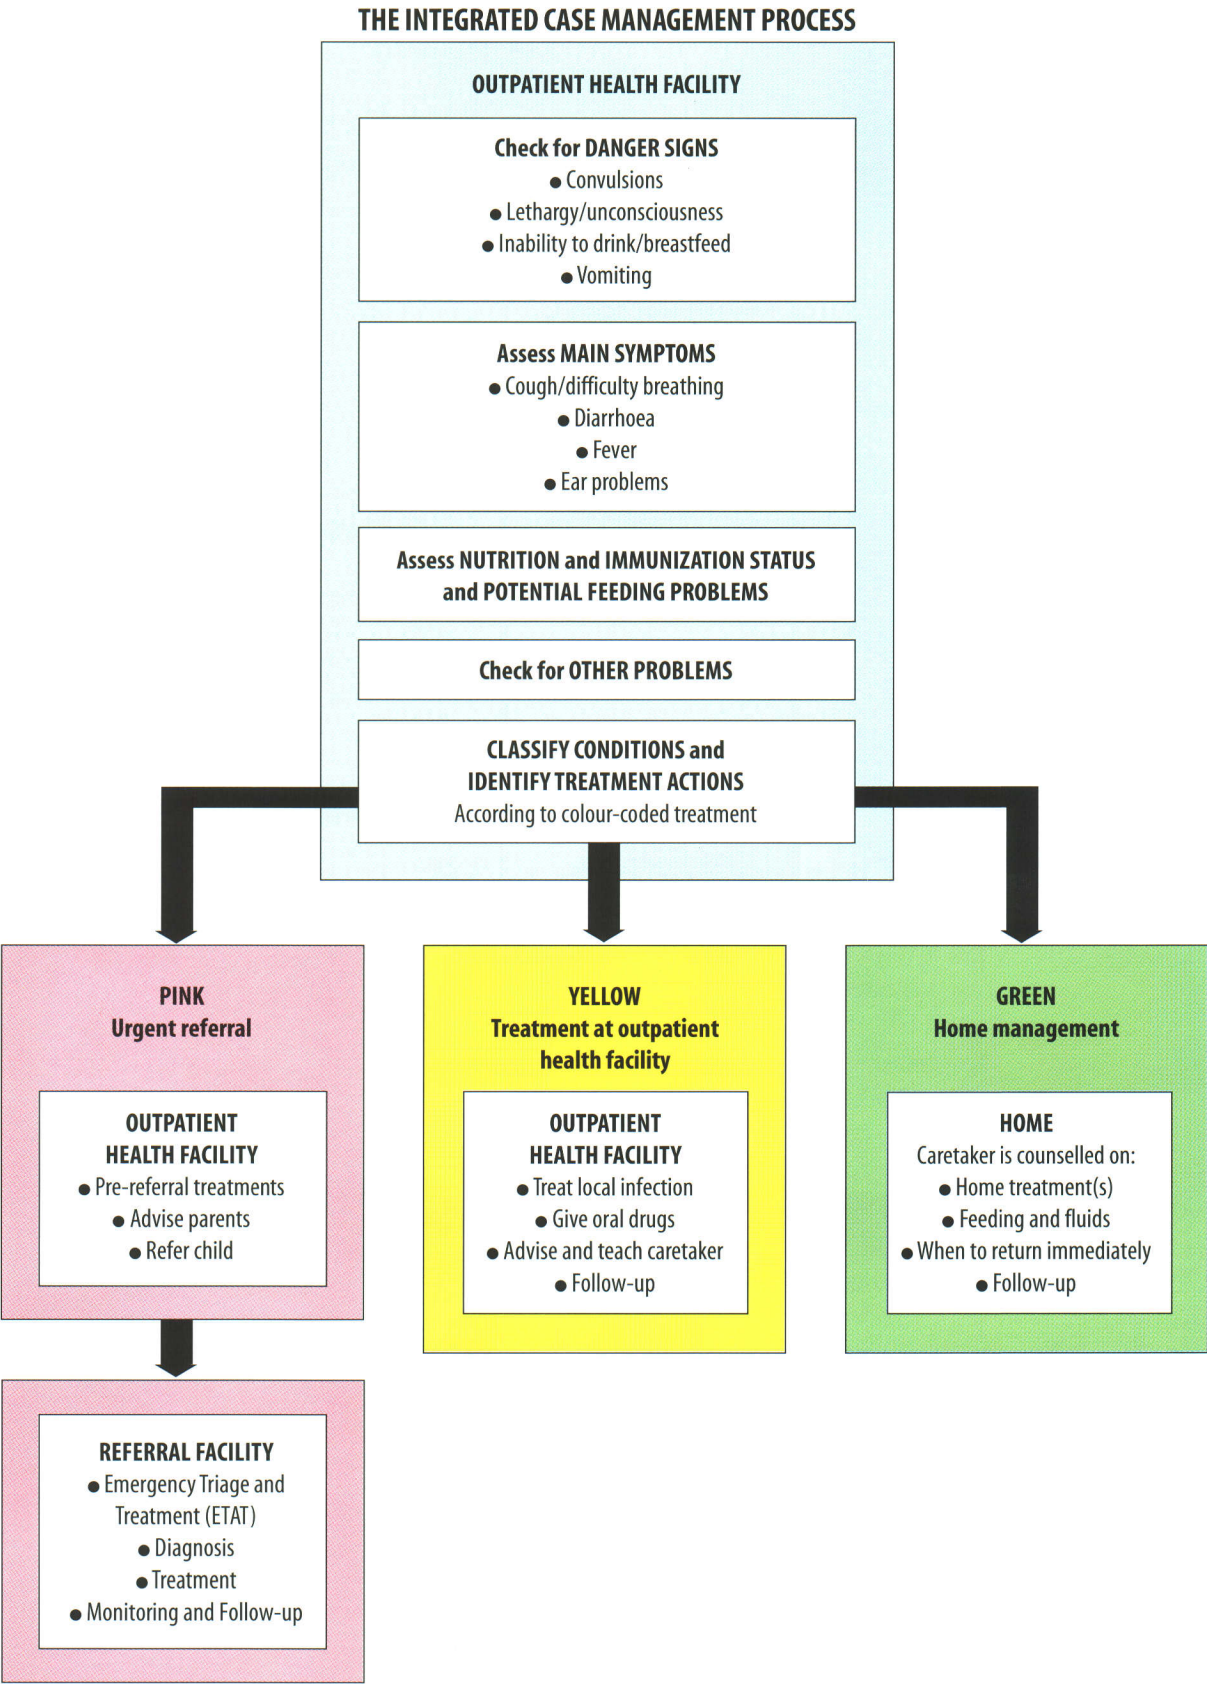 THE INTEGRATED CASE MANAGEMENT PROCESS
OUTPATIENT HEALTH FACILITY
Check for DANGER SIGNS
● Convulsions
● Lethargy/unconsciousness
● Inability to drink/breastfeed
● Vomiting
Assess MAIN SYMPTOMS
● Cough/difficulty breathing
● Diarrhoea
● Fever
● Ear problems
Assess NUTRITION and IMMUNIZATION STATUS
and POTENTIAL FEEDING PROBLEMS
Check for OTHER PROBLEMS
CLASSIFY CONDITIONS and
IDENTIFY TREATMENT ACTIONS
According to colour-coded treatment
PINK
Urgent referral
OUTPATIENT
HEALTH FACILITY
● Pre-referral treatments
● Advise parents
● Refer child
REFERRAL FACILITY
● Emergency Triage and
Treatment (ETAT)
● Diagnosis
● Treatment
● Monitoring and Follow-up
YELLOW
Treatment at outpatient
health facility
OUTPATIENT
HEALTH FACILITY
● Treat local infection
● Give oral drugs
● Advise and teach caretaker
● Follow-up
GREEN
Home management
HOME
Caretaker is counselled on:
● Home treatment(s)
● Feeding and fluids
● When to return immediately
● Follow-up